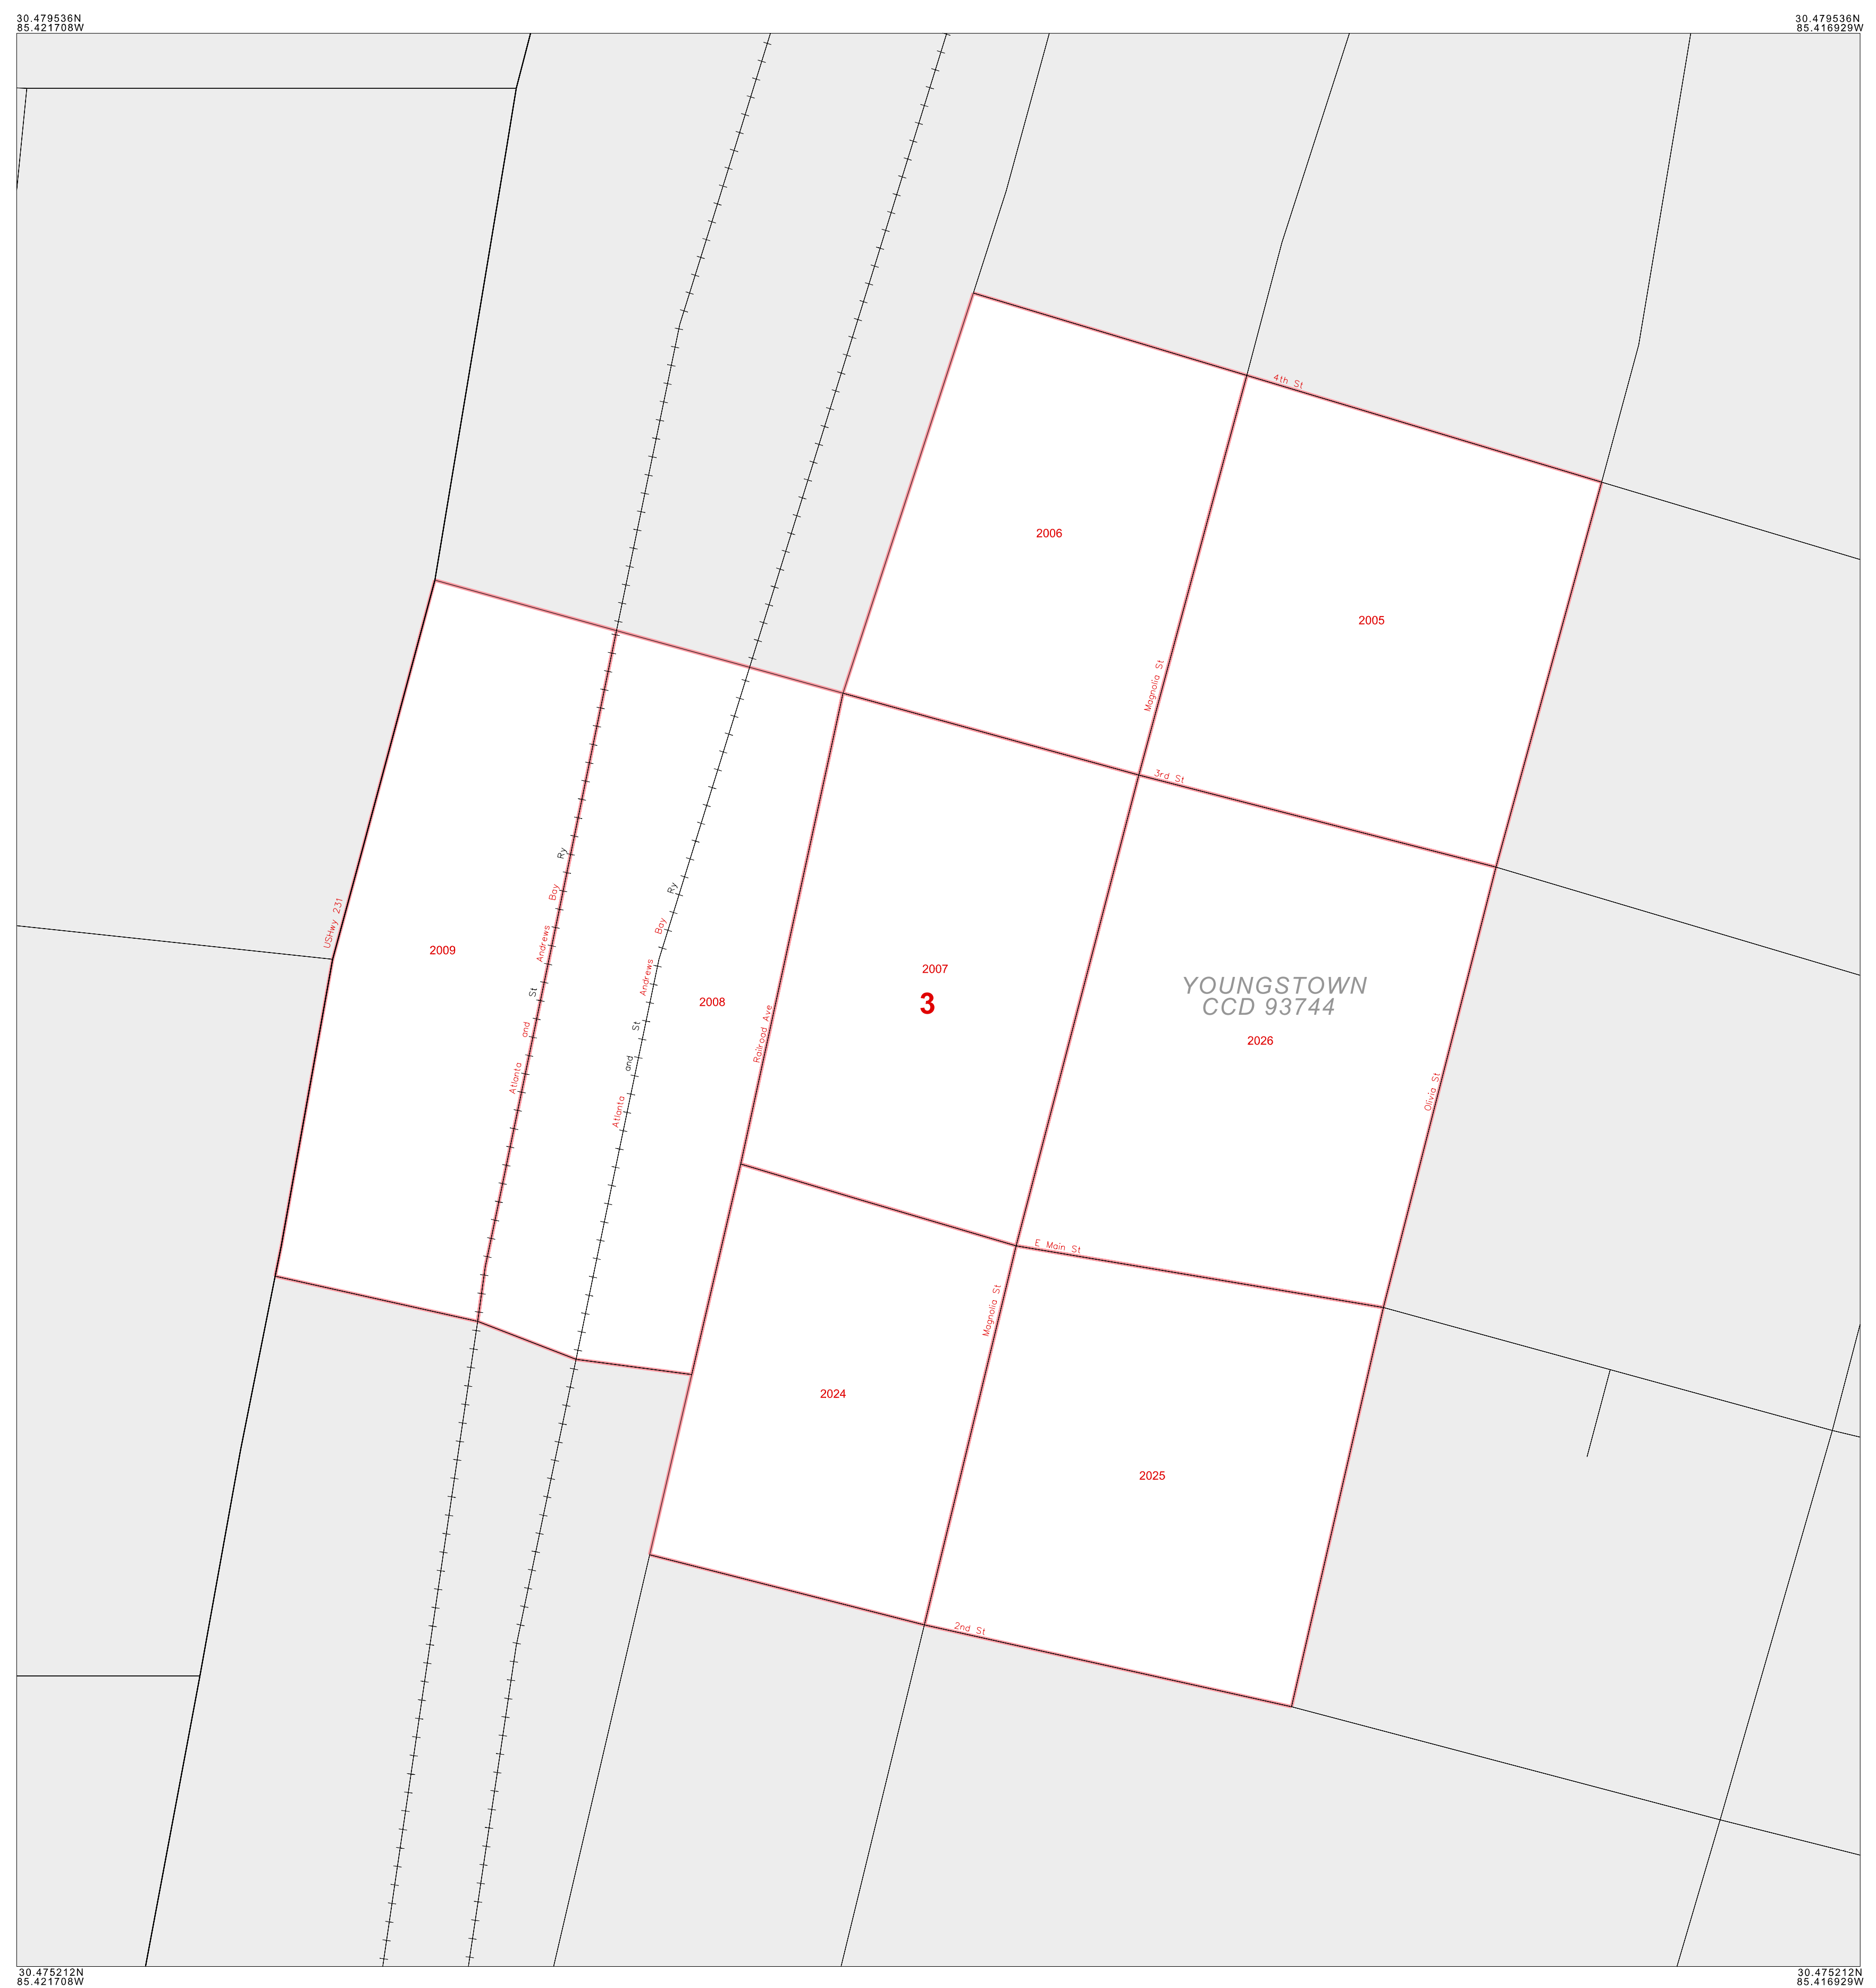 30.479536N
85.421708W
30.479536N
85.416929W
4th St
2006
2005
Magnolia St
3rd St
USHwy 231
2009
Atlanta and St Andrews Bay Ry
Atlanta and St Andrews Bay Ry
2008
Railroad Ave
2007
3
YOUNGSTOWN
CCD 93744
2026
Olivia St
E Main St
Magnolia St
2024
2025
2nd St
30.475212N
85.421708W
30.475212N
85.416929W